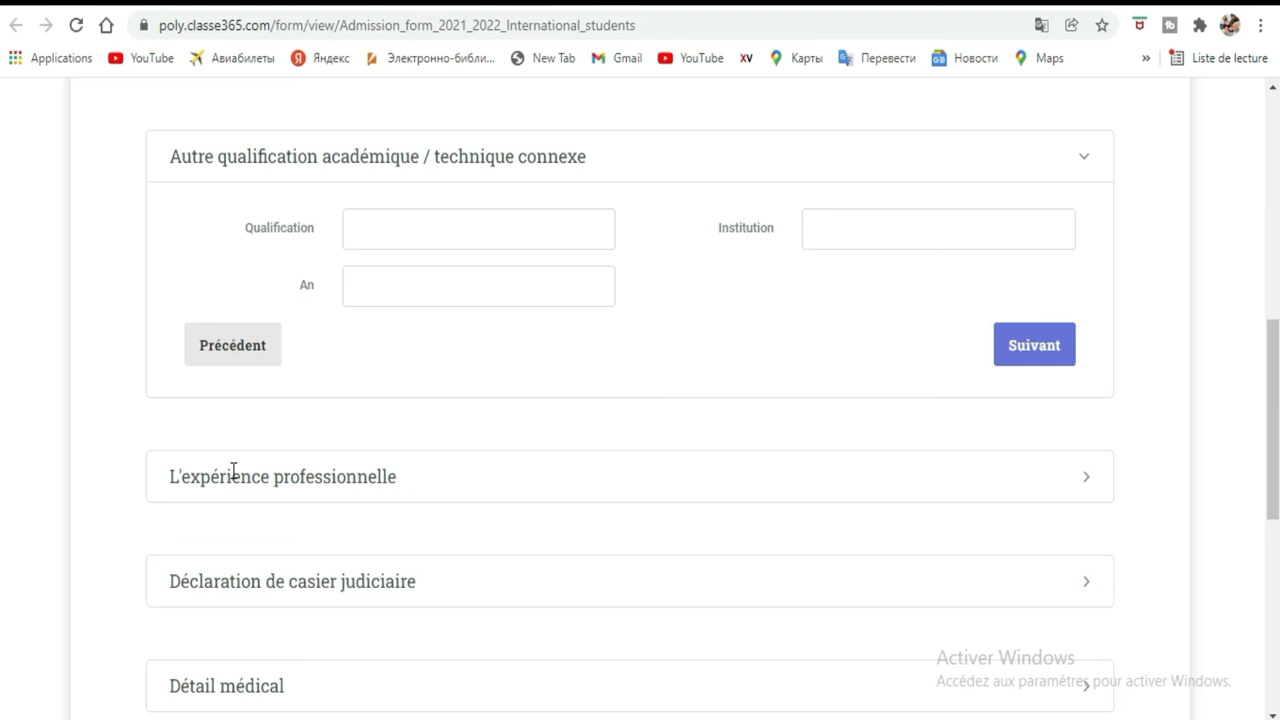 poly.classe365.com/form/view/Admission_form_2021_2022_International_students
Applications YouTube Авиабилеты Яндекс Электронно-библи... New Tab Gmail YouTube XV Карты Перевести Новости Maps » Liste de lecture
Autre qualification académique / technique connexe
Qualification Institution
An
Précédent Suivant
L'expérience professionnelle
Déclaration de casier judiciaire
Détail médical
Activer Windows
Accédez aux paramètres pour activer Windows.